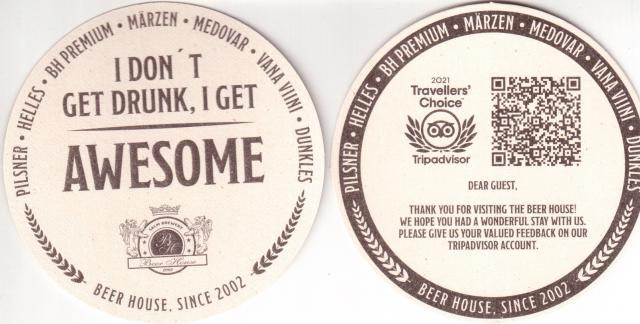 PILSNER • HELLES • BH PREMIUM • MÄRZEN • MEDOVAR • VANA VIINI • DUNKLES
I DON´T
GET DRUNK, I GET
AWESOME
Beer House
2002
BEER HOUSE, SINCE 2002
PILSNER • HELLES • BH PREMIUM • MÄRZEN • MEDOVAR • VANA VIINI • DUNKLES
2021
Travellers'
Choice
Tripadvisor
DEAR GUEST,
THANK YOU FOR VISITING THE BEER HOUSE!
WE HOPE YOU HAD A WONDERFUL STAY WITH US.
PLEASE GIVE US YOUR VALUED FEEDBACK ON OUR
TRIPADVISOR ACCOUNT.
BEER HOUSE, SINCE 2002